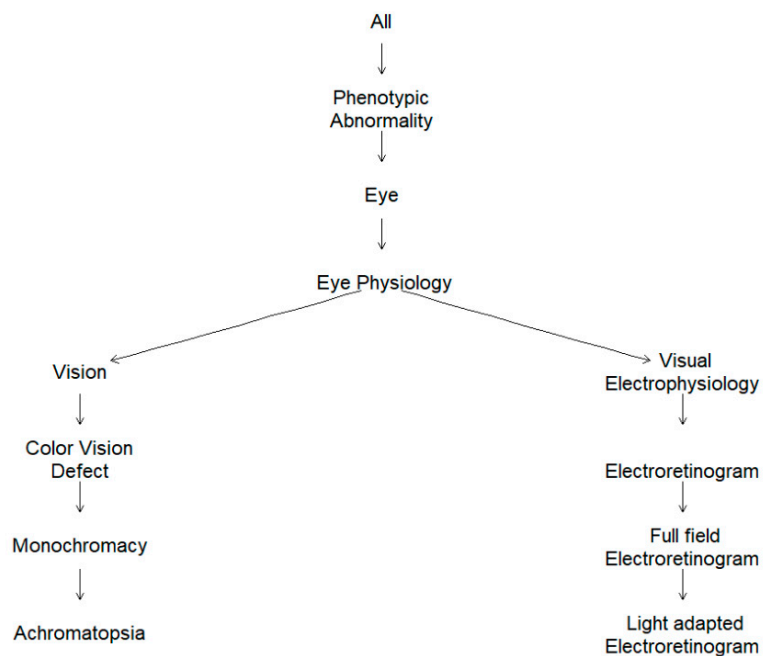 All
Phenotypic
Abnormality
Eye
Eye Physiology
Vision
Color Vision
Defect
Monochromacy
Achromatopsia
Visual
Electrophysiology
Electroretinogram
Full field
Electroretinogram
Light adapted
Electroretinogram